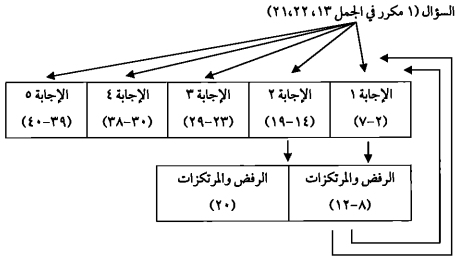 السؤال (١ مكرر في الجمل ١٣، ٢١،٢٢)
الإجابة ١ الإجابة ٢ الإجابة ٣ الإجابة ٤ الإجابة ٥
(٢–٧) (١٤–١٩) (٢٣–٢٩) (٣٠–٣٨) (٣٩–٤٠)
الرفض والمرتكزات الرفض والمرتكزات
(٨–١٢) (٢٠)